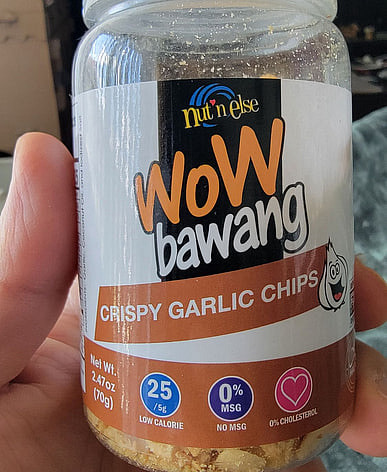 nut'n else
WoW
bawang
CRISPY GARLIC CHIPS
Net Wt.
2.47oz
(70g)
25
/5g
LOW CALORIE
0%
MSG
NO MSG
0% CHOLESTEROL